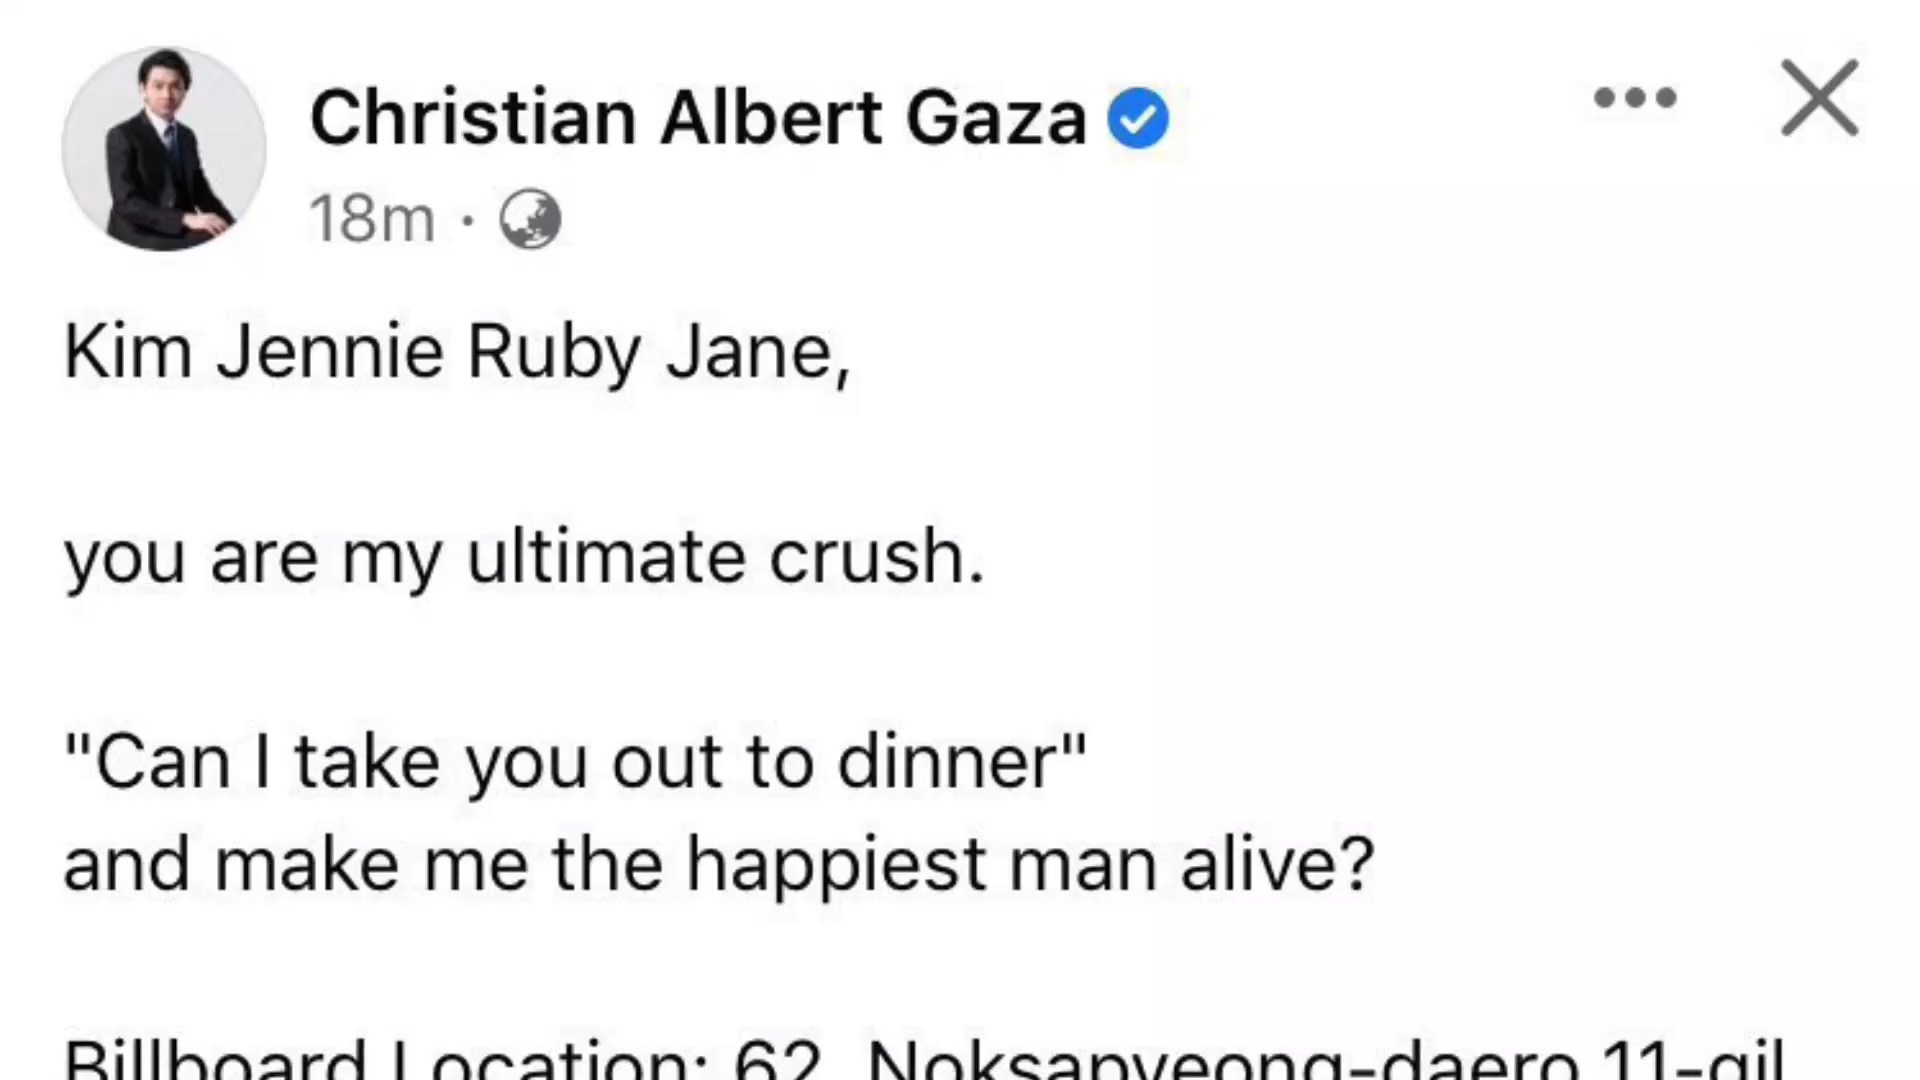 Christian Albert Gaza
18m ·
Kim Jennie Ruby Jane,
you are my ultimate crush.
"Can I take you out to dinner"
and make me the happiest man alive?
Billboard Location: 62, Noksapyeong-daero 11-gil